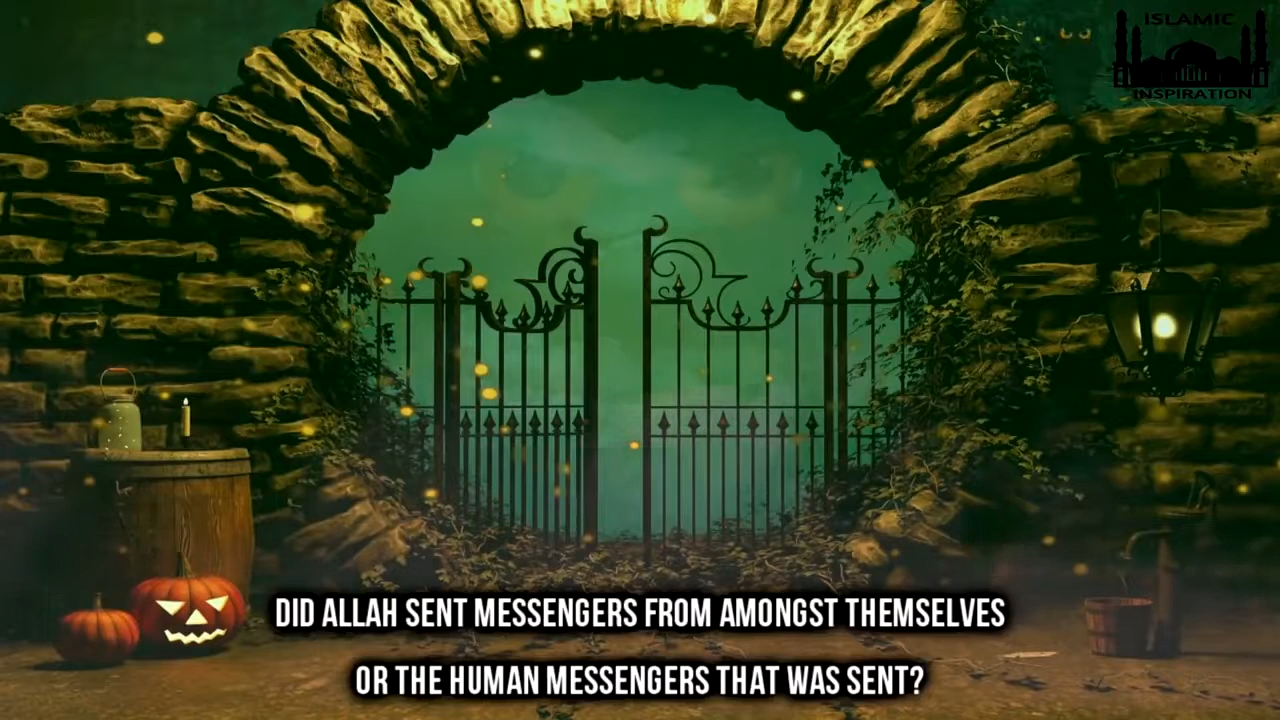 ISLAMIC
INSPIRATION
DID ALLAH SENT MESSENGERS FROM AMONGST THEMSELVES
OR THE HUMAN MESSENGERS THAT WAS SENT?